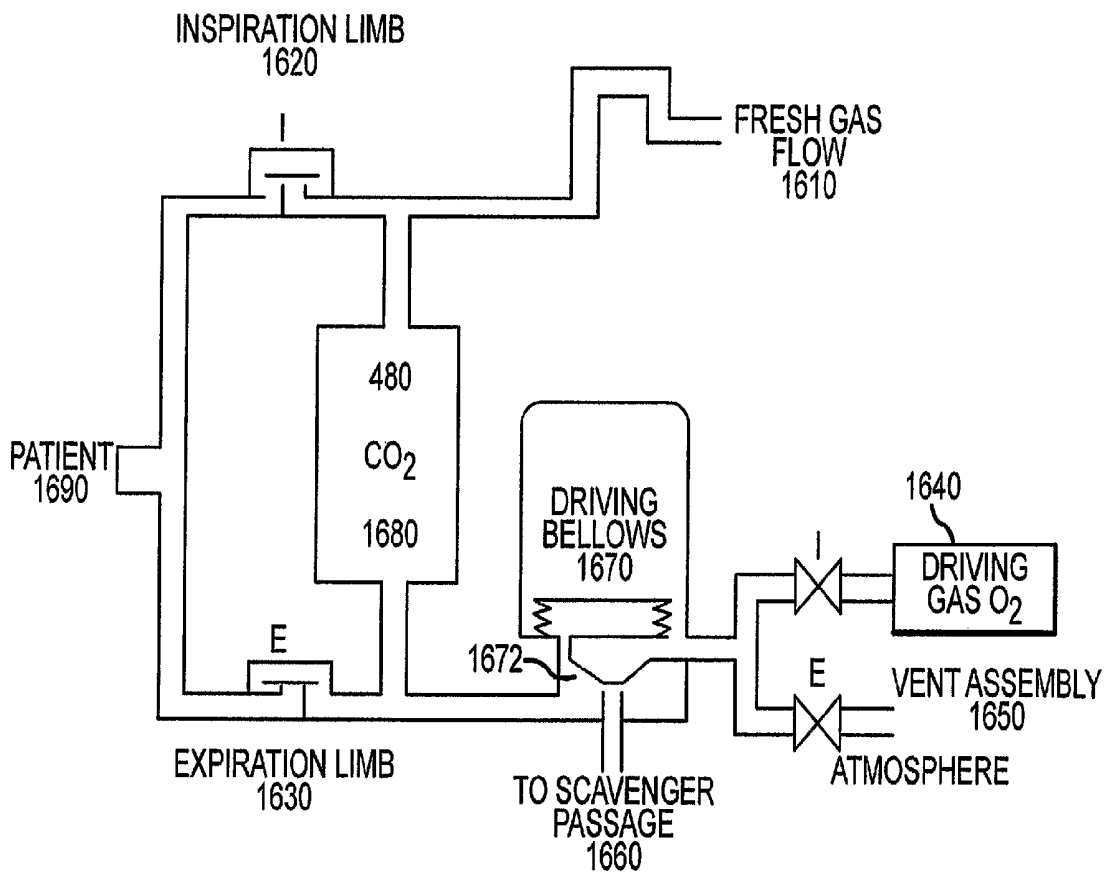 INSPIRATION LIMB
1620
I
FRESH GAS
FLOW
1610
480
CO2
1680
PATIENT
1690
DRIVING
BELLOWS
1670
1640
I
DRIVING
GAS O2
E
1672
E
VENT ASSEMBLY
1650
ATMOSPHERE
EXPIRATION LIMB
1630
TO SCAVENGER
PASSAGE
1660